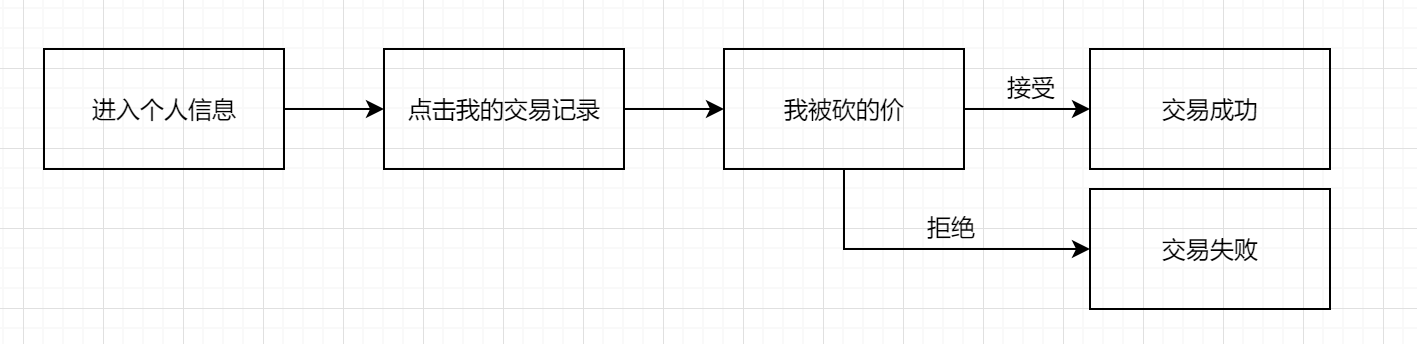 进入个人信息
点击我的交易记录
我被砍的价
接受
交易成功
拒绝
交易失败